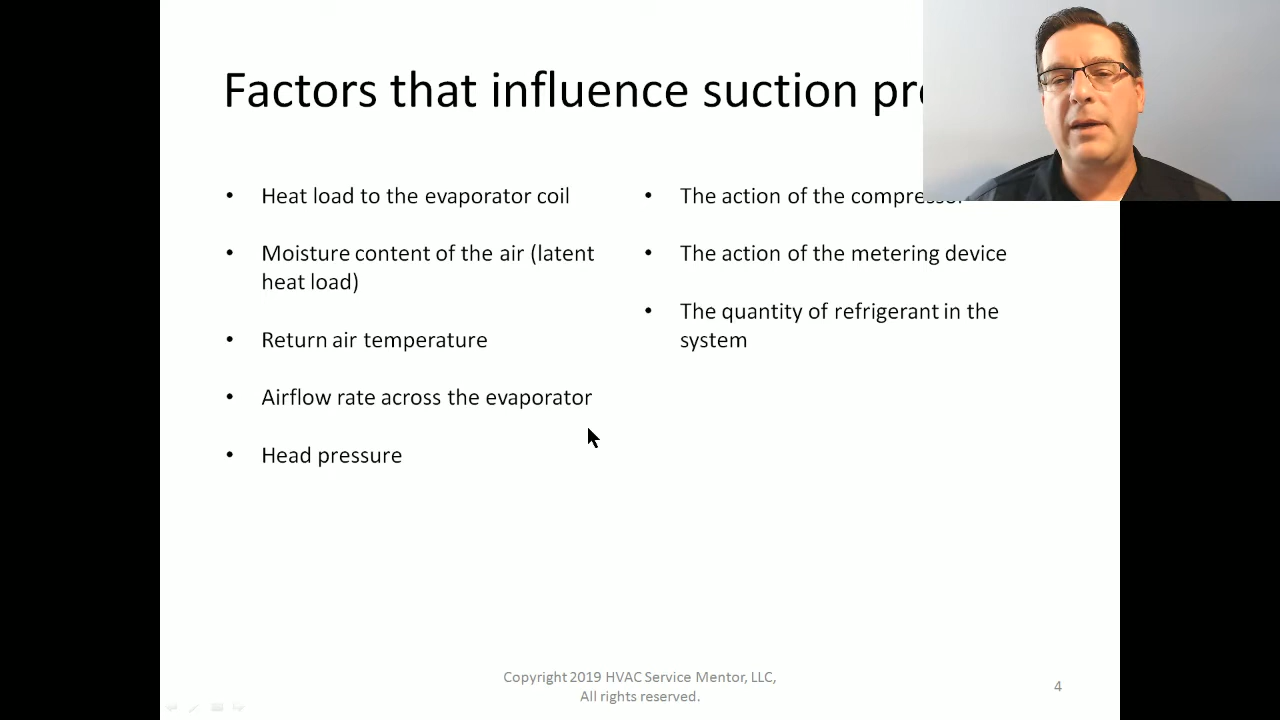 Factors that influence suction
• Heat load to the evaporator coil
• Moisture content of the air (latent
heat load)
• Return air temperature
• Airflow rate across the evaporator
• Head pressure
• The action of the compressor
• The action of the metering device
• The quantity of refrigerant in the
system
Copyright 2019 HVAC Service Mentor, LLC,
All rights reserved.
4